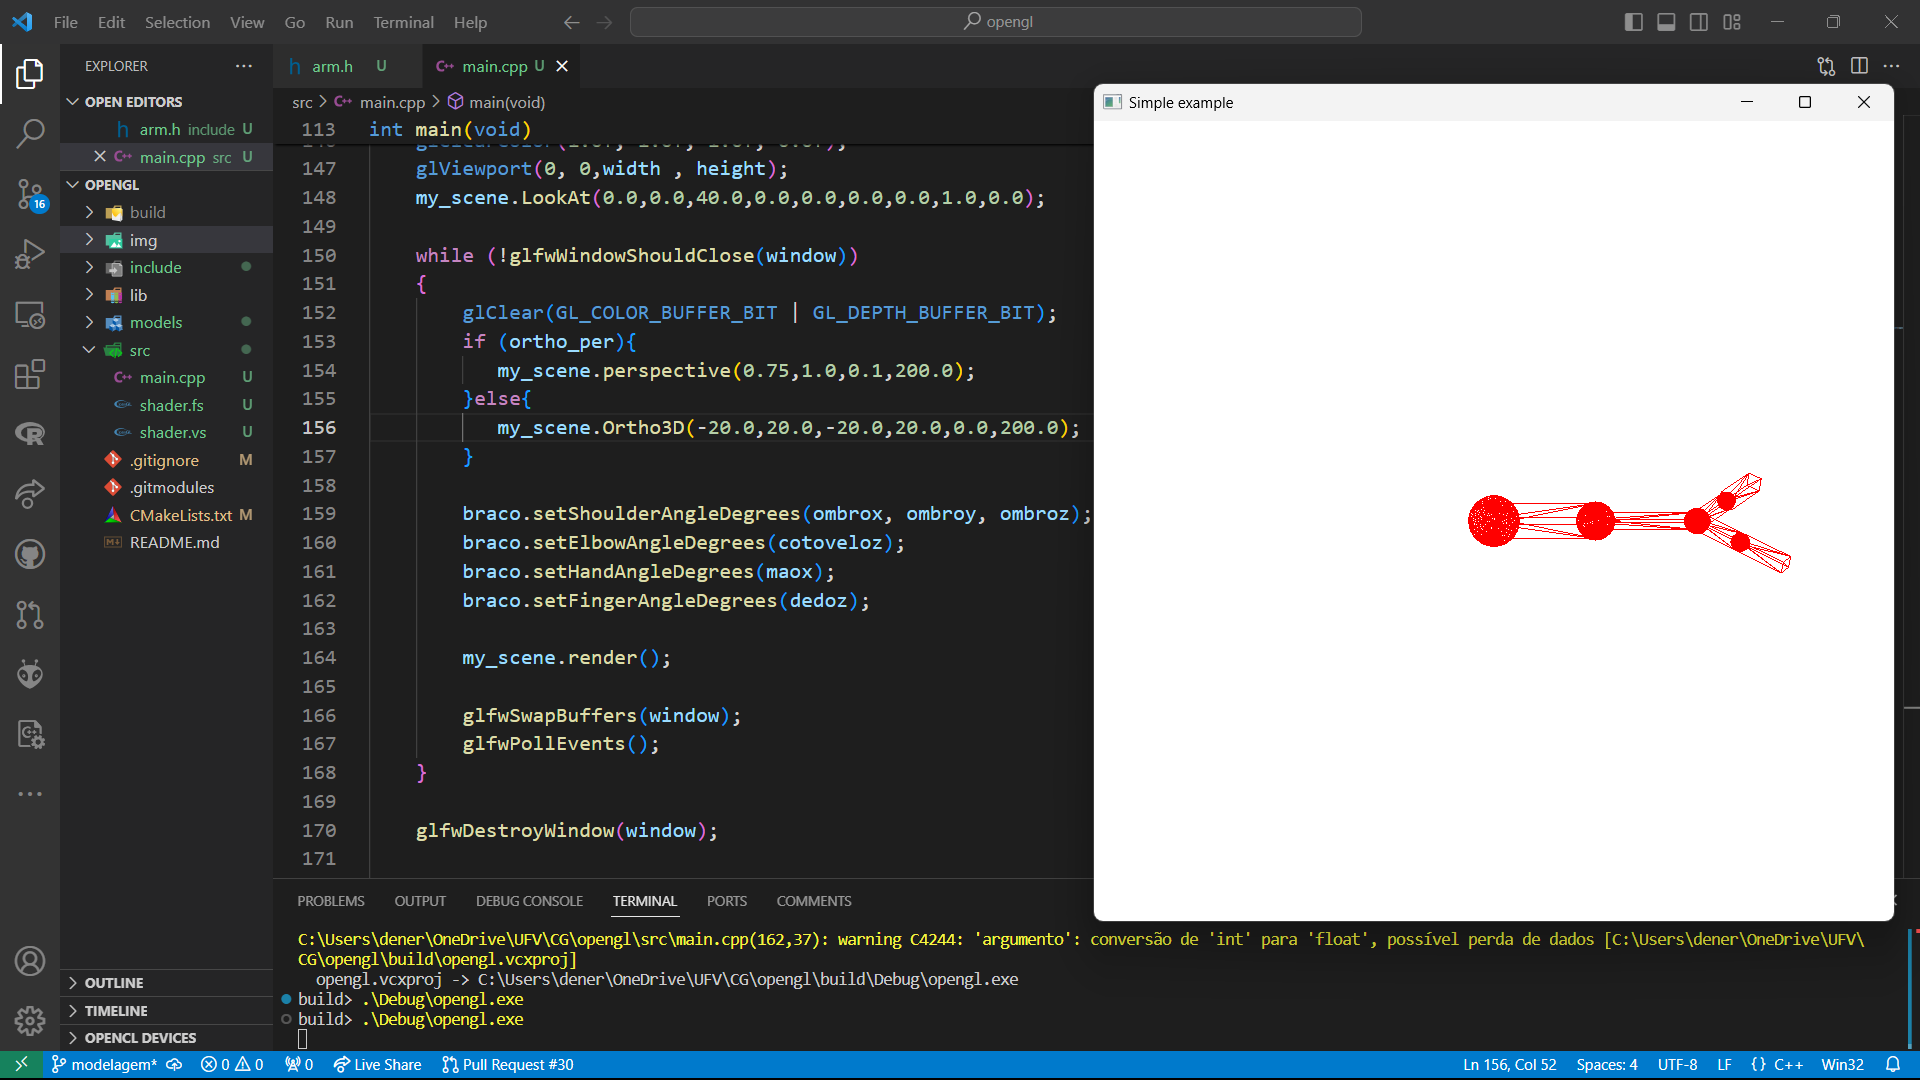 File Edit Selection View Go Run Terminal Help
opengl
EXPLORER
OPEN EDITORS
arm.h include U
main.cpp src U
OPENGL
build
img
include
lib
models
src
main.cpp U
shader.fs U
shader.vs U
.gitignore M
.gitmodules
CMakeLists.txt M
README.md
OUTLINE
TIMELINE
OPENCL DEVICES
16
arm.h U
main.cpp U
src > main.cpp > main(void)
113 int main(void)
147 glViewport(0, 0,width , height);
148 my_scene.LookAt(0.0,0.0,40.0,0.0,0.0,0.0,0.0,1.0,0.0);
149
150 while (!glfwWindowShouldClose(window))
151 {
152 glClear(GL_COLOR_BUFFER_BIT | GL_DEPTH_BUFFER_BIT);
153 if (ortho_per){
154 my_scene.perspective(0.75,1.0,0.1,200.0);
155 }else{
156 my_scene.Ortho3D(-20.0,20.0,-20.0,20.0,0.0,200.0);
157 }
158
159 braco.setShoulderAngleDegrees(ombrox, ombroy, ombroz);
160 braco.setElbowAngleDegrees(cotoveloz);
161 braco.setHandAngleDegrees(maox);
162 braco.setFingerAngleDegrees(dedoz);
163
164 my_scene.render();
165
166 glfwSwapBuffers(window);
167 glfwPollEvents();
168 }
169
170 glfwDestroyWindow(window);
171
Simple example
PROBLEMS OUTPUT DEBUG CONSOLE TERMINAL PORTS COMMENTS
C:\Users\dener\OneDrive\UFV\CG\opengl\src\main.cpp(162,37): warning C4244: 'argumento': conversão de 'int' para 'float', possível perda de dados [C:\Users\dener\OneDrive\UFV\
CG\opengl\build\opengl.vcxproj]
opengl.vcxproj -> C:\Users\dener\OneDrive\UFV\CG\opengl\build\Debug\opengl.exe
build> .\Debug\opengl.exe
build> .\Debug\opengl.exe
modelagem* 0 0 0 Live Share Pull Request #30 Ln 156, Col 52 Spaces: 4 UTF-8 LF {} C++ Win32